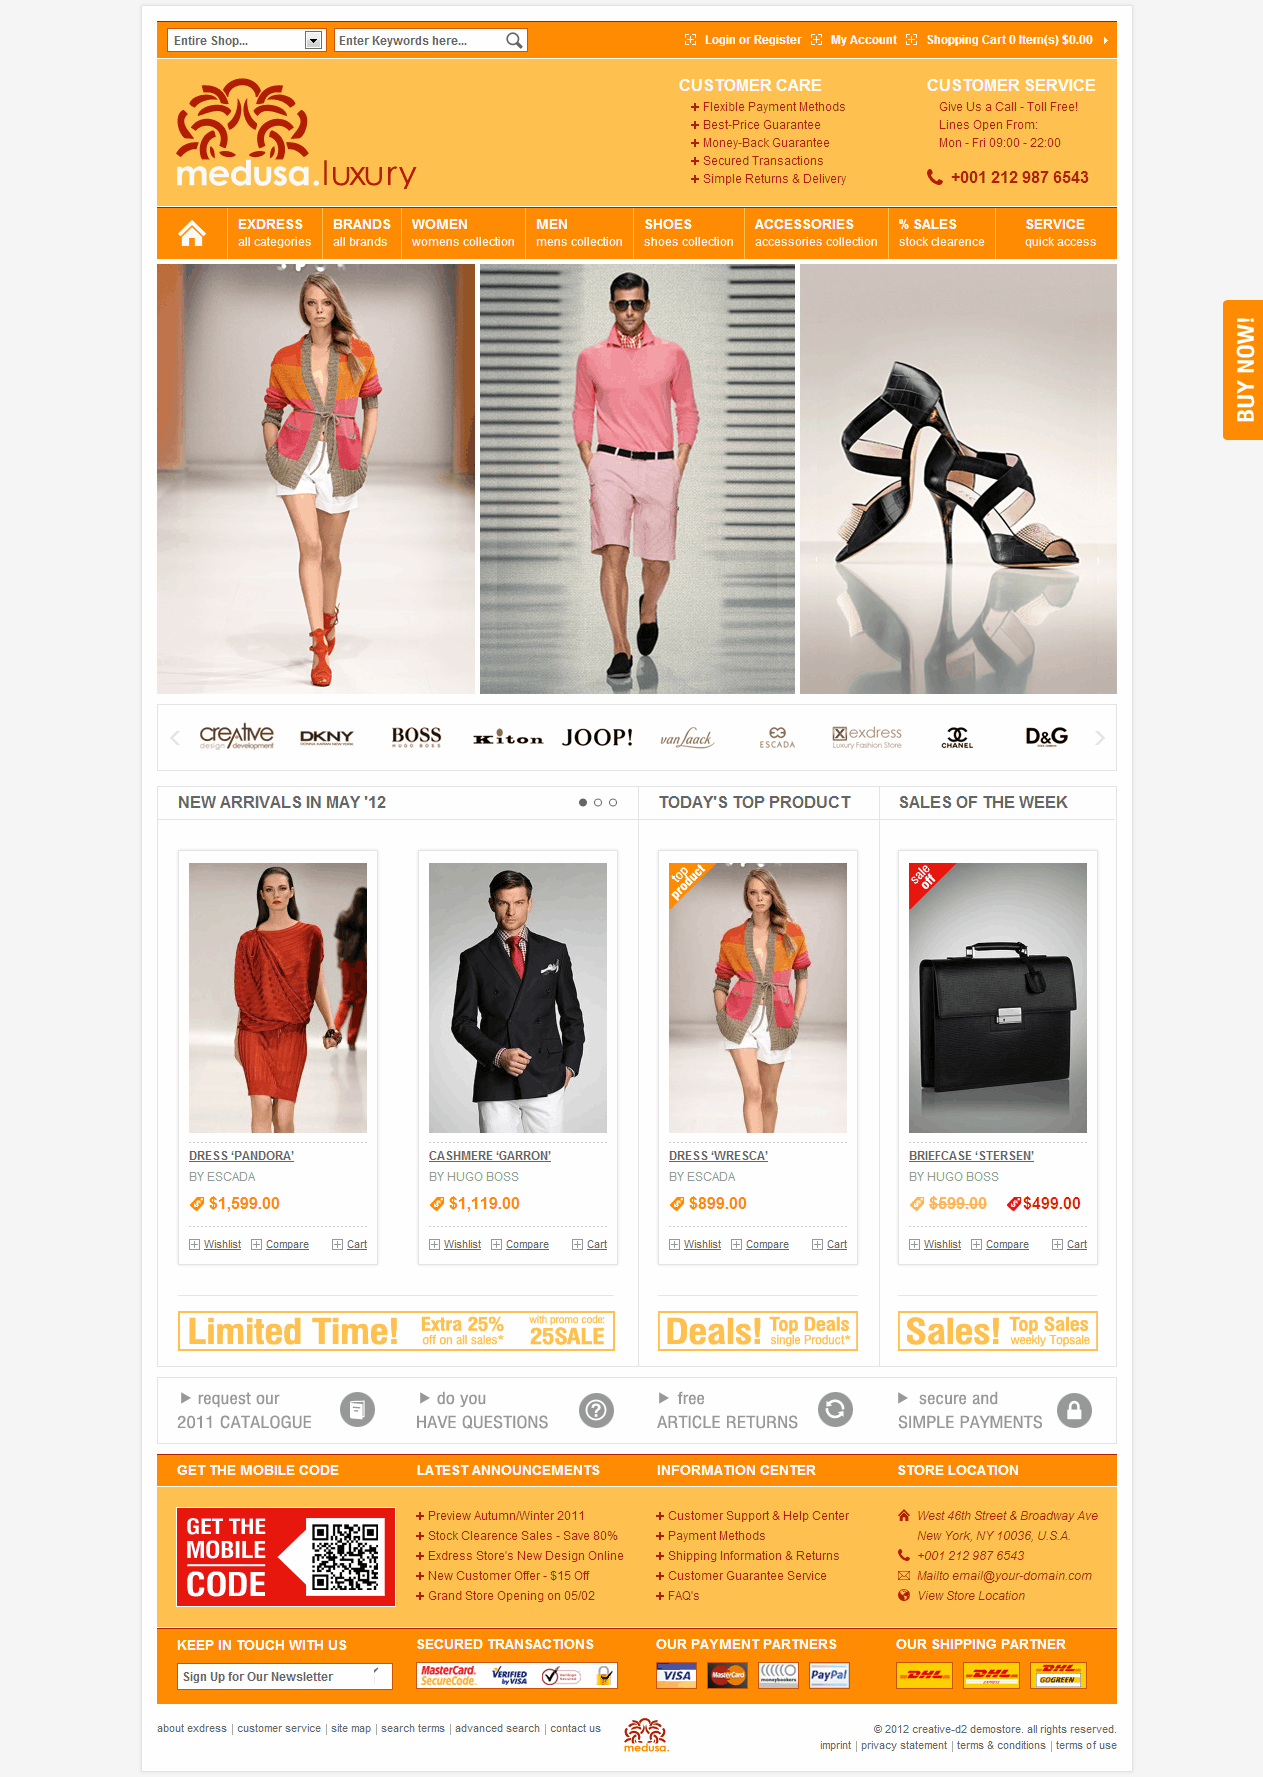 Entire Shop...
Enter Keywords here...
Login or Register
My Account
Shopping Cart 0 Item(s) $0.00
medusa.luxury
CUSTOMER CARE
Flexible Payment Methods
Best-Price Guarantee
Money-Back Guarantee
Secured Transactions
Simple Returns & Delivery
CUSTOMER SERVICE
Give Us a Call - Toll Free!
Lines Open From:
Mon - Fri 09:00 - 22:00
+001 212 987 6543
EXDRESS
all categories
BRANDS
all brands
WOMEN
womens collection
MEN
mens collection
SHOES
shoes collection
ACCESSORIES
accessories collection
% SALES
stock clearence
SERVICE
quick access
BUY NOW!
creative
design development
DKNY
DONNA KARAN NEW YORK
BOSS
HUGO BOSS
Kiton
JOOP!
van Laack
ESCADA
exdress
Luxury Fashion Store
CHANEL
D&G
NEW ARRIVALS IN MAY '12
TODAY'S TOP PRODUCT
SALES OF THE WEEK
top
product
sale
off
DRESS ‘PANDORA’
BY ESCADA
$1,599.00
Wishlist
Compare
Cart
CASHMERE ‘GARRON’
BY HUGO BOSS
$1,119.00
Wishlist
Compare
Cart
DRESS ‘WRESCA’
BY ESCADA
$899.00
Wishlist
Compare
Cart
BRIEFCASE ‘STERSEN’
BY HUGO BOSS
$599.00
$499.00
Wishlist
Compare
Cart
Limited Time!
Extra 25%
off on all sales*
with promo code:
25SALE
Deals!
Top Deals
single Product*
Sales!
Top Sales
weekly Topsale
request our
2011 CATALOGUE
do you
HAVE QUESTIONS
free
ARTICLE RETURNS
secure and
SIMPLE PAYMENTS
GET THE MOBILE CODE
GET THE
MOBILE
CODE
LATEST ANNOUNCEMENTS
Preview Autumn/Winter 2011
Stock Clearence Sales - Save 80%
Exdress Store's New Design Online
New Customer Offer - $15 Off
Grand Store Opening on 05/02
INFORMATION CENTER
Customer Support & Help Center
Payment Methods
Shipping Information & Returns
Customer Guarantee Service
FAQ's
STORE LOCATION
West 46th Street & Broadway Ave
New York, NY 10036, U.S.A.
+001 212 987 6543
Mailto email@your-domain.com
View Store Location
KEEP IN TOUCH WITH US
Sign Up for Our Newsletter
SECURED TRANSACTIONS
MasterCard.
SecureCode.
VERIFIED
by VISA
OUR PAYMENT PARTNERS
VISA
MasterCard
moneybookers
PayPal
OUR SHIPPING PARTNER
DHL
DHL
EXPRESS
DHL
GOGREEN
about exdress | customer service | site map | search terms | advanced search | contact us
medusa.
© 2012 creative-d2 demostore. all rights reserved.
imprint | privacy statement | terms & conditions | terms of use